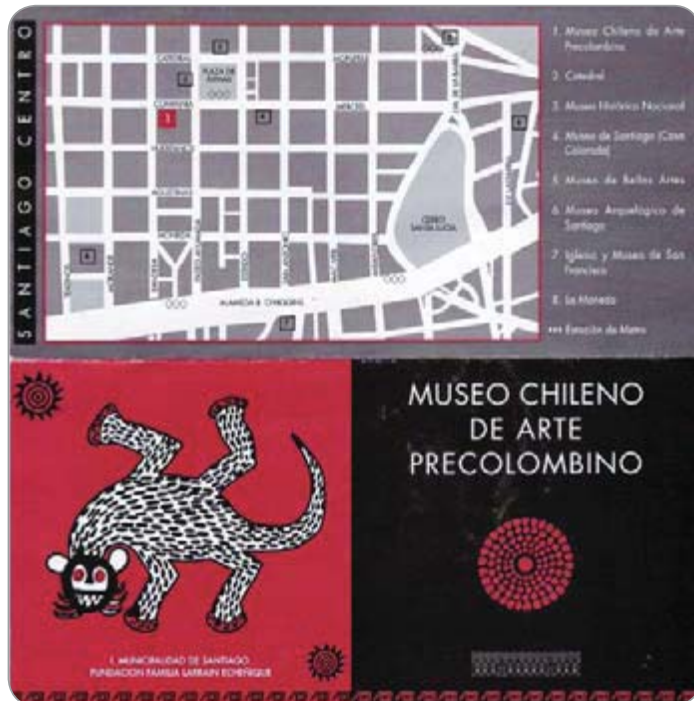 SANTIAGO CENTRO
CATEDRAL
PLAZA DE ARMAS
COMPAÑIA
MERCED
HUERFANOS
AGUSTINAS
MONEDA
CERRO
SANTA LUCIA
ALAMEDA B. O'HIGGINS
1. Museo Chileno de Arte
Precolombino
2. Catedral
3. Museo Histórico Nacional
4. Museo de Santiago (Casa
Colorada)
5. Museo de Bellas Artes
6. Museo Arqueológico de
Santiago
7. Iglesia y Museo de San
Francisco
8. La Moneda
••• Estación de Metro
I. MUNICIPALIDAD DE SANTIAGO
FUNDACION FAMILIA LARRAIN ECHEÑIQUE
MUSEO CHILENO
DE ARTE
PRECOLOMBINO